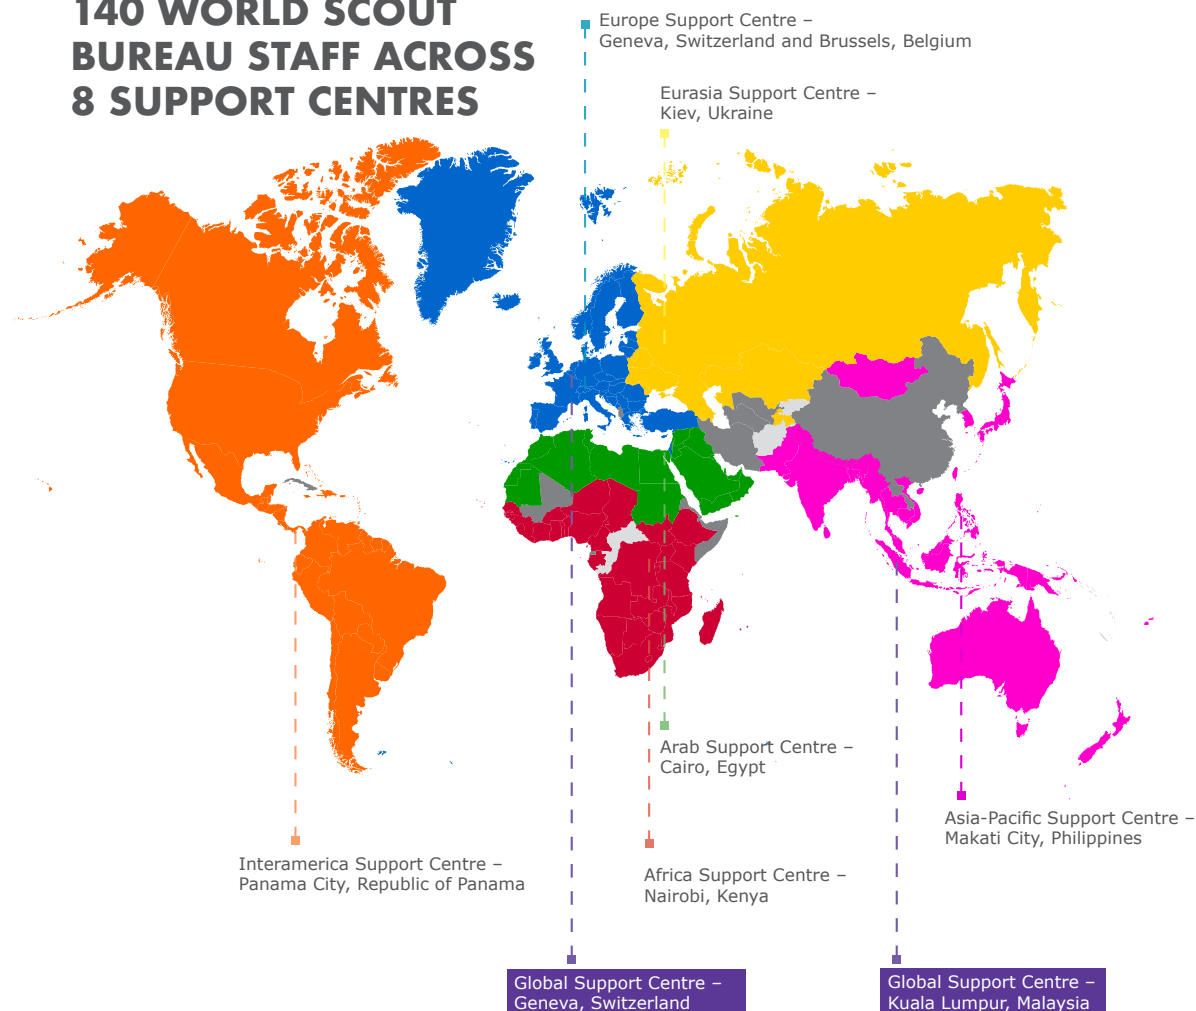 140 WORLD SCOUT
BUREAU STAFF ACROSS
8 SUPPORT CENTRES
Europe Support Centre –
Geneva, Switzerland and Brussels, Belgium
Eurasia Support Centre –
Kiev, Ukraine
Arab Support Centre –
Cairo, Egypt
Asia-Pacific Support Centre –
Makati City, Philippines
Interamerica Support Centre –
Panama City, Republic of Panama
Africa Support Centre –
Nairobi, Kenya
Global Support Centre –
Geneva, Switzerland
Global Support Centre –
Kuala Lumpur, Malaysia